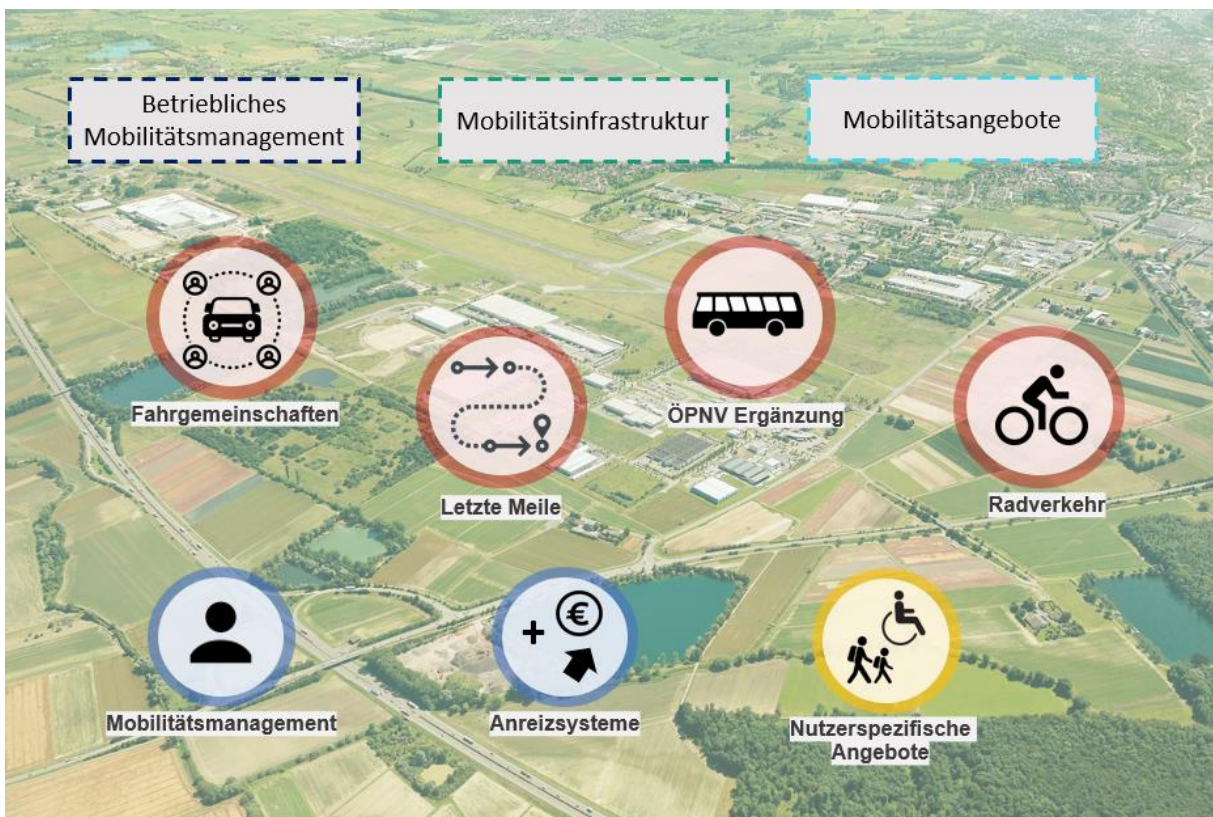 Betriebliches
Mobilitätsmanagement
Mobilitätsinfrastruktur
Mobilitätsangebote
Fahrgemeinschaften
Letzte Meile
ÖPNV Ergänzung
Radverkehr
Mobilitätsmanagement
+ €
Anreizsysteme
Nutzerspezifische
Angebote